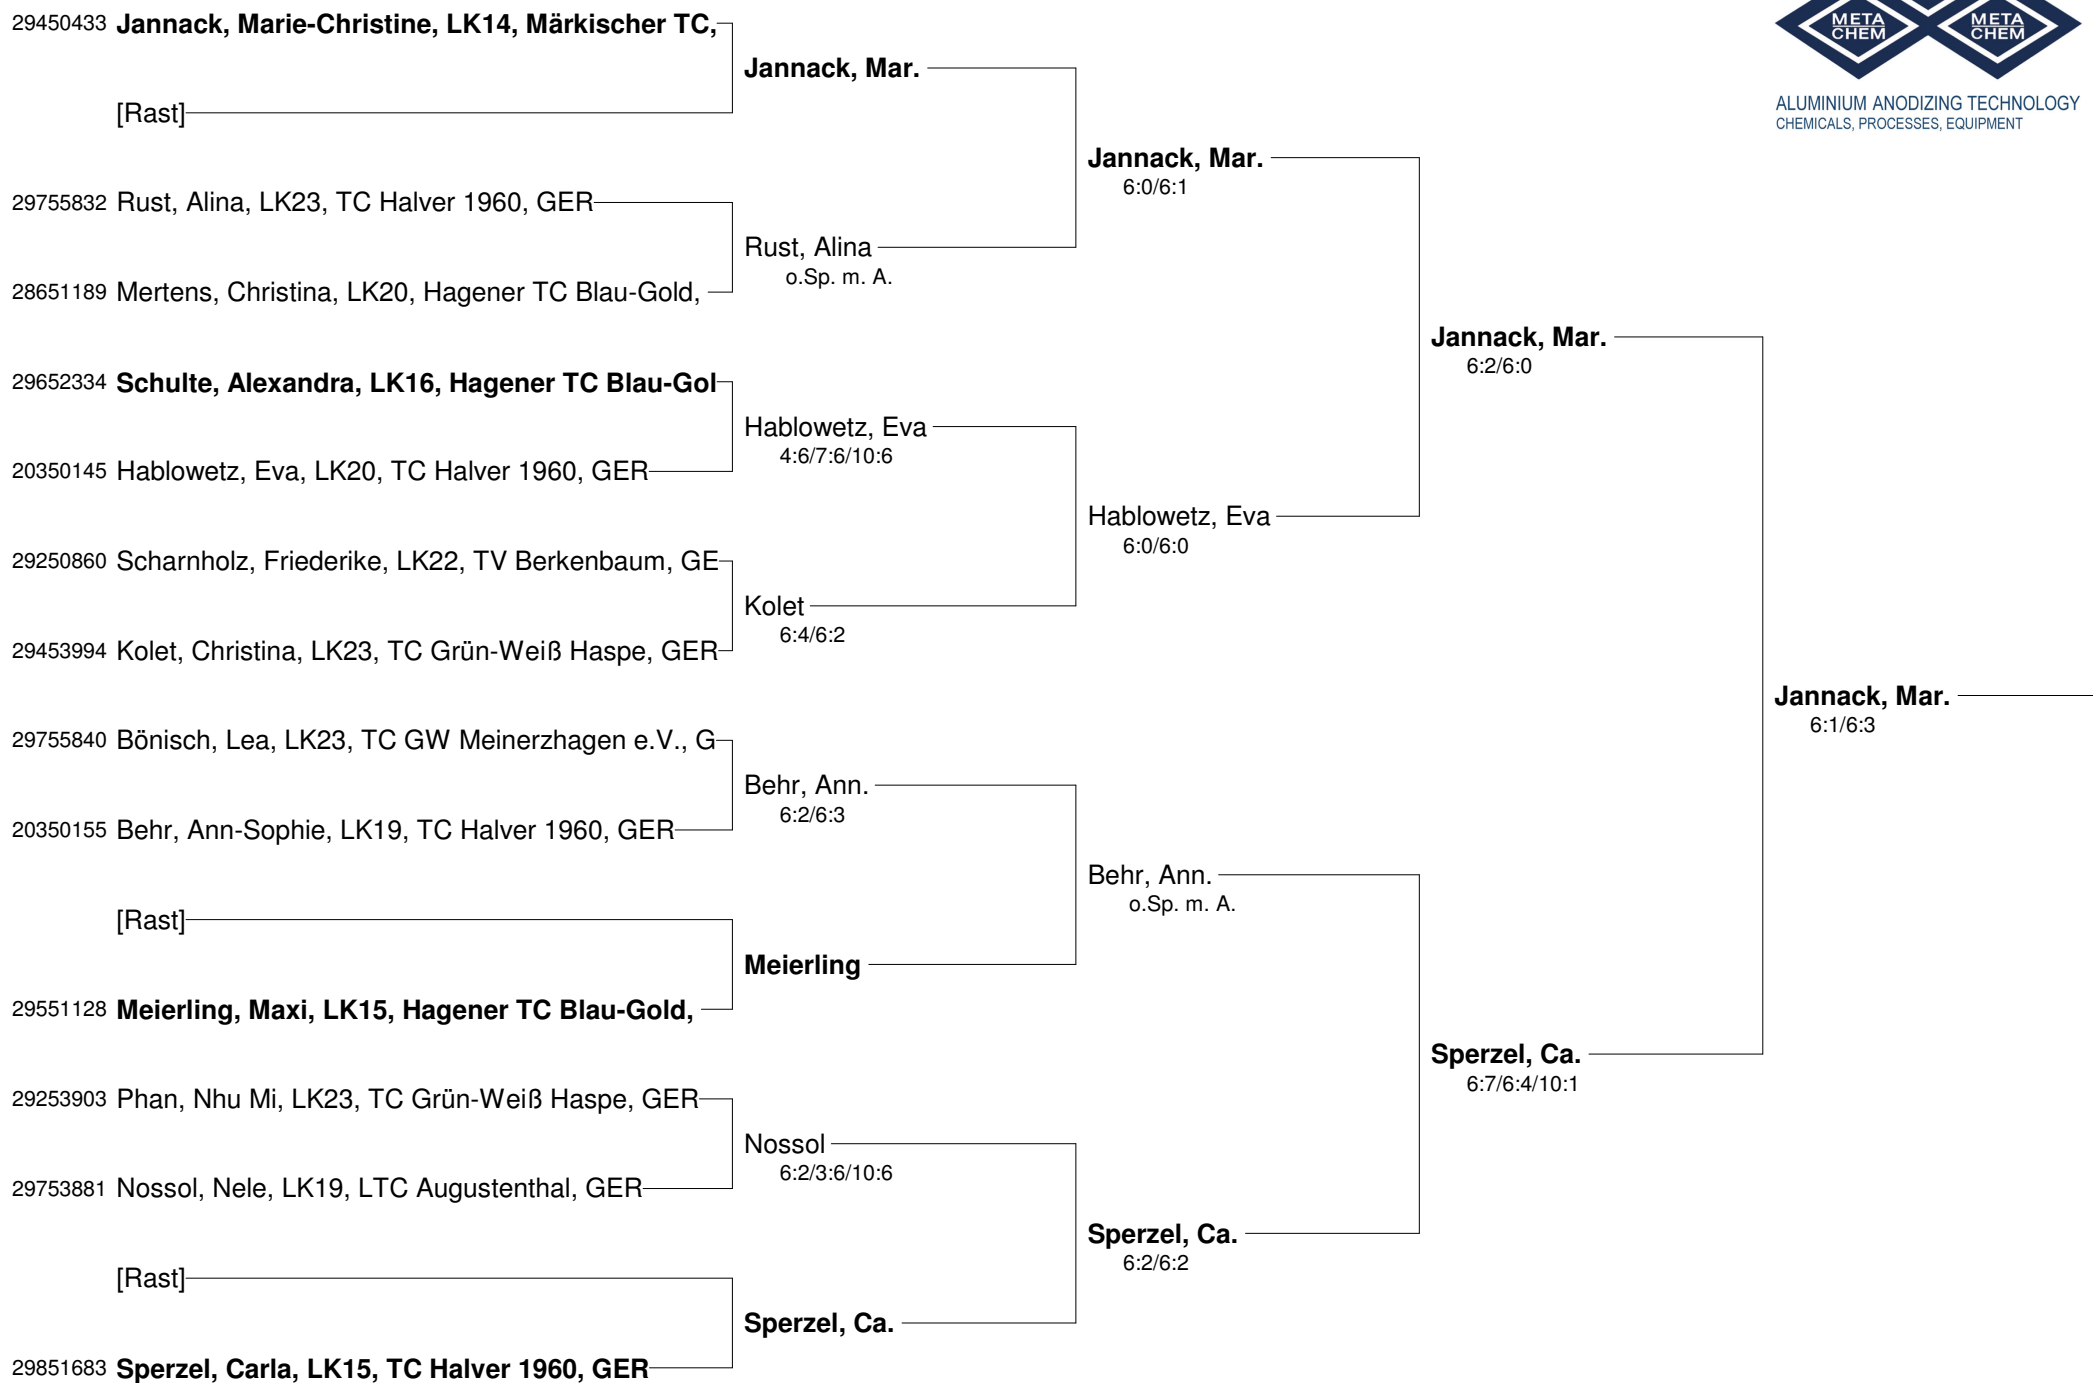 29450433 Jannack, Marie-Christine, LK14, Märkischer TC,
[Rast]
29755832 Rust, Alina, LK23, TC Halver 1960, GER
28651189 Mertens, Christina, LK20, Hagener TC Blau-Gold,
29652334 Schulte, Alexandra, LK16, Hagener TC Blau-Gol
20350145 Hablowetz, Eva, LK20, TC Halver 1960, GER
29250860 Scharnholz, Friederike, LK22, TV Berkenbaum, GE
29453994 Kolet, Christina, LK23, TC Grün-Weiß Haspe, GER
29755840 Bönisch, Lea, LK23, TC GW Meinerzhagen e.V., G
20350155 Behr, Ann-Sophie, LK19, TC Halver 1960, GER
[Rast]
29551128 Meierling, Maxi, LK15, Hagener TC Blau-Gold,
29253903 Phan, Nhu Mi, LK23, TC Grün-Weiß Haspe, GER
29753881 Nossol, Nele, LK19, LTC Augustenthal, GER
[Rast]
29851683 Sperzel, Carla, LK15, TC Halver 1960, GER
Jannack, Mar.
Rust, Alina
o.Sp. m. A.
Hablowetz, Eva
4:6/7:6/10:6
Kolet
6:4/6:2
Behr, Ann.
6:2/6:3
Meierling
Nossol
6:2/3:6/10:6
Sperzel, Ca.
Jannack, Mar.
6:0/6:1
Hablowetz, Eva
6:0/6:0
Behr, Ann.
o.Sp. m. A.
Sperzel, Ca.
6:2/6:2
Jannack, Mar.
6:2/6:0
Sperzel, Ca.
6:7/6:4/10:1
Jannack, Mar.
6:1/6:3
META
CHEM
META
CHEM
ALUMINIUM ANODIZING TECHNOLOGY
CHEMICALS, PROCESSES, EQUIPMENT